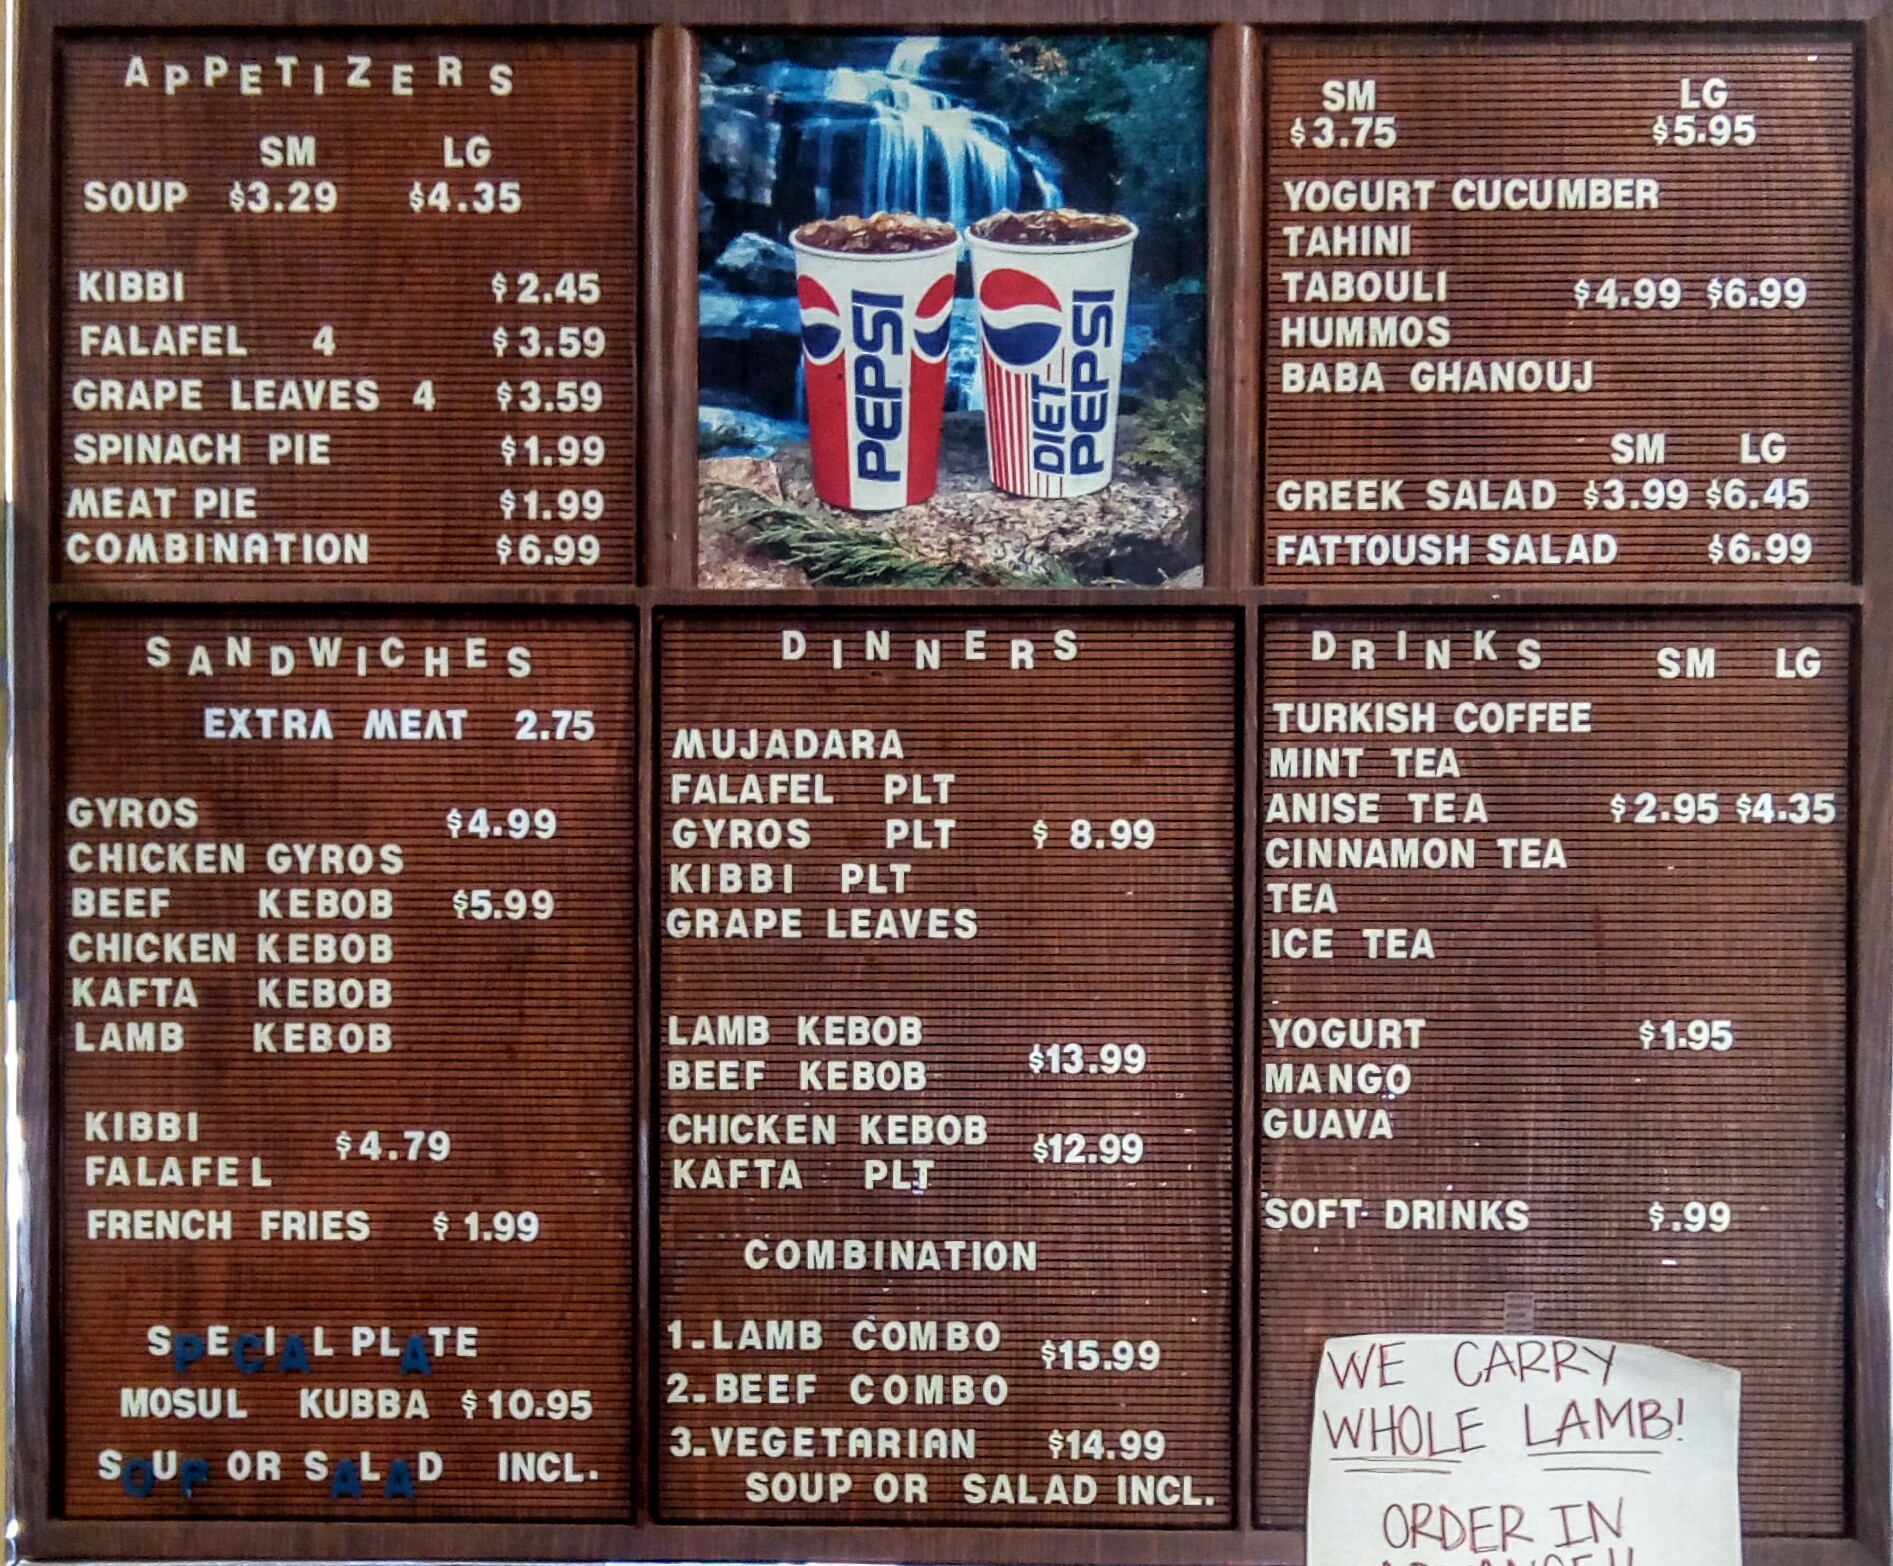 APPETIZERS
SM LG
SOUP $3.29 $4.35
KIBBI $2.45
FALAFEL 4 $3.59
GRAPE LEAVES 4 $3.59
SPINACH PIE $1.99
MEAT PIE $1.99
COMBINATION $6.99
PEPSI
DIET PEPSI
SM LG
$3.75 $5.95
YOGURT CUCUMBER
TAHINI
TABOULI $4.99 $6.99
HUMMOS
BABA GHANOUJ
SM LG
GREEK SALAD $3.99 $6.45
FATTOUSH SALAD $6.99
SANDWICHES
EXTRA MEAT 2.75
GYROS $4.99
CHICKEN GYROS
BEEF KEBOB $5.99
CHICKEN KEBOB
KAFTA KEBOB
LAMB KEBOB
KIBBI
$4.79
FALAFEL
FRENCH FRIES $1.99
SPECIAL PLATE
MOSUL KUBBA $10.95
SOUP OR SALAD INCL.
DINNERS
MUJADARA
FALAFEL PLT
GYROS PLT $8.99
KIBBI PLT
GRAPE LEAVES
LAMB KEBOB
$13.99
BEEF KEBOB
CHICKEN KEBOB
$12.99
KAFTA PLT
COMBINATION
1.LAMB COMBO
$15.99
2.BEEF COMBO
3.VEGETARIAN $14.99
SOUP OR SALAD INCL.
DRINKS SM LG
TURKISH COFFEE
MINT TEA
ANISE TEA $2.95 $4.35
CINNAMON TEA
TEA
ICE TEA
YOGURT $1.95
MANGO
GUAVA
SOFT DRINKS $.99
WE CARRY
WHOLE LAMB!
ORDER IN